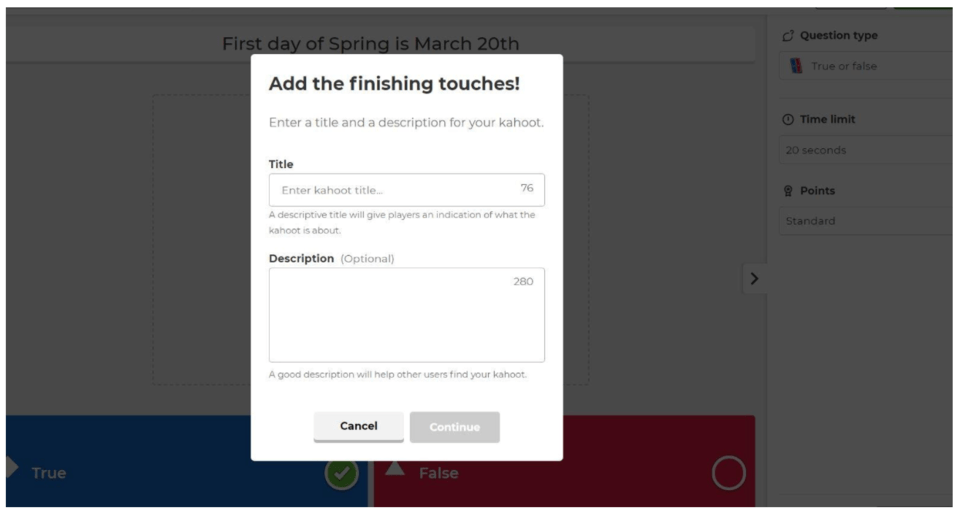 First day of Spring is March 20th
Question type
True or false
Time limit
20 seconds
Points
Standard
Add the finishing touches!
Enter a title and a description for your kahoot.
Title
Enter kahoot title... 76
A descriptive title will give players an indication of what the
kahoot is about.
Description (Optional)
280
A good description will help other users find your kahoot.
Cancel Continue
True False